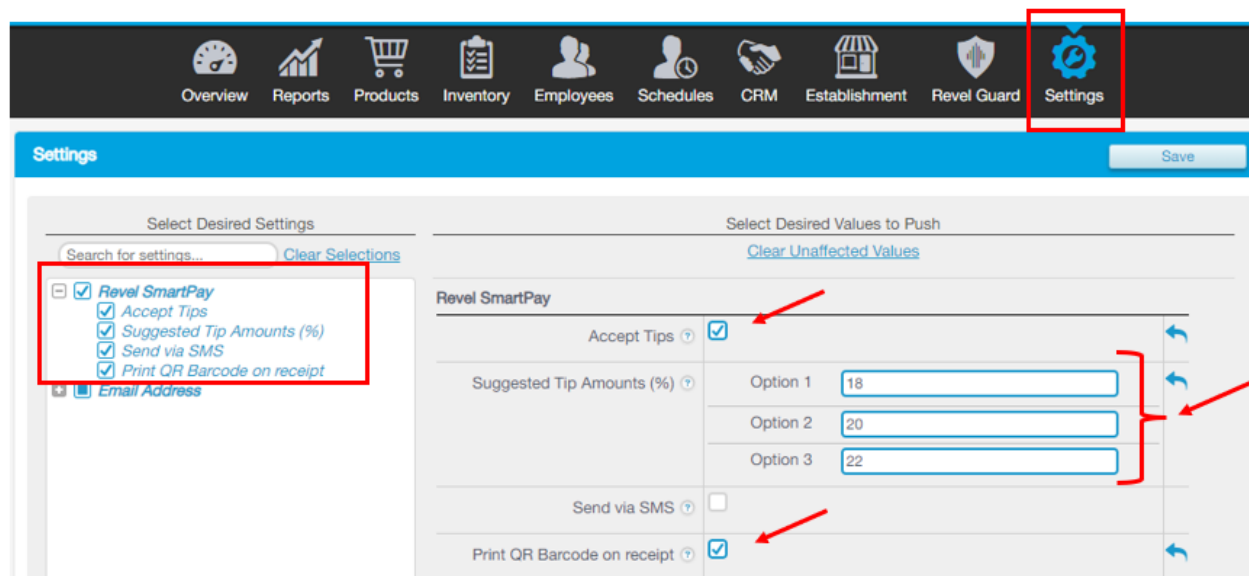 Overview Reports Products Inventory Employees Schedules CRM Establishment Revel Guard Settings
Settings Save
Select Desired Settings
Search for settings... Clear Selections
Revel SmartPay
Accept Tips
Suggested Tip Amounts (%)
Send via SMS
Print QR Barcode on receipt
Email Address
Select Desired Values to Push
Clear Unaffected Values
Revel SmartPay
Accept Tips ?
Suggested Tip Amounts (%) ? Option 1 18
Option 2 20
Option 3 22
Send via SMS ?
Print QR Barcode on receipt ?